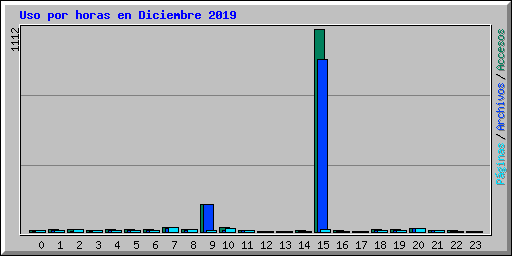 Uso por horas en Diciembre 2019
1112
Páginas / Archivos / Accesos
0 1 2 3 4 5 6 7 8 9 10 11 12 13 14 15 16 17 18 19 20 21 22 23